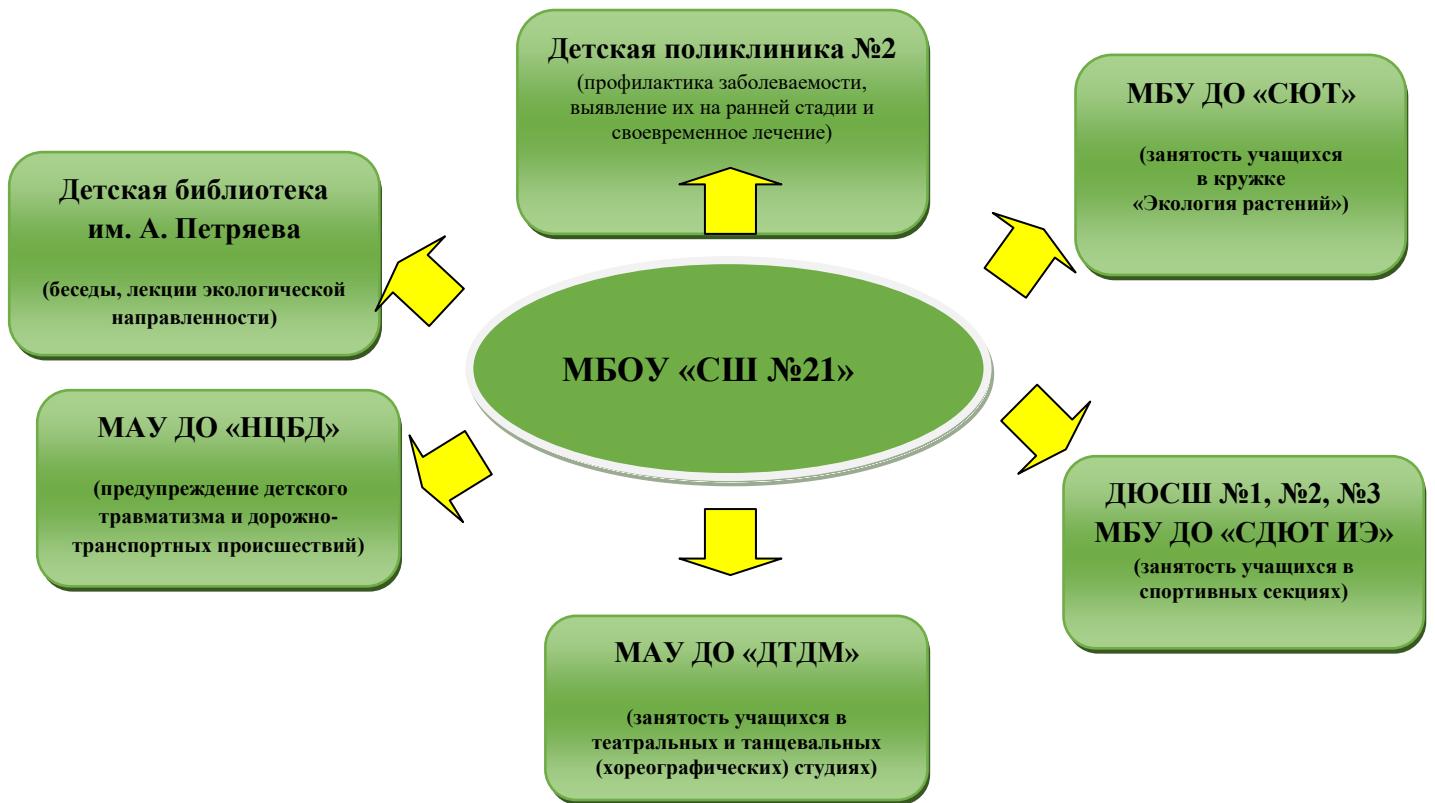 Детская поликлиника №2
(профилактика заболеваемости,
выявление их на ранней стадии и
своевременное лечение)
МБУ ДО «СЮТ»
(занятость учащихся
в кружке
«Экология растений»)
Детская библиотека
им. А. Петряева
(беседы, лекции экологической
направленности)
МБОУ «СШ №21»
МАУ ДО «НЦБД»
(предупреждение детского
травматизма и дорожно-
транспортных происшествий)
ДЮСШ №1, №2, №3
МБУ ДО «СДЮТ ИЭ»
(занятость учащихся в
спортивных секциях)
МАУ ДО «ДТДМ»
(занятость учащихся в
театральных и танцевальных
(хореографических) студиях)